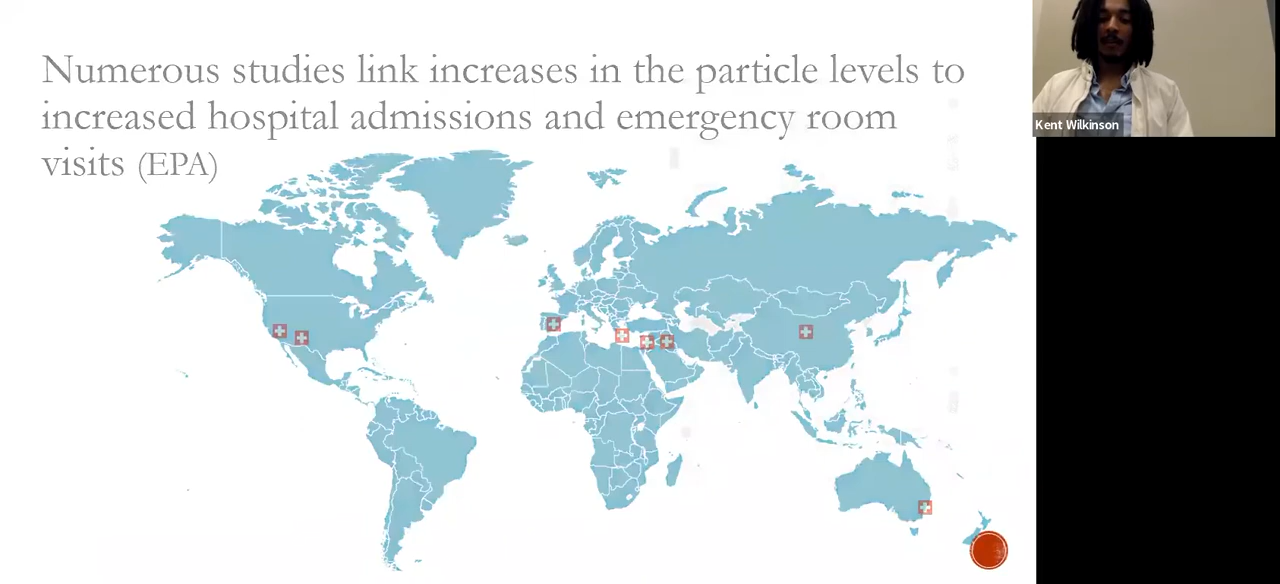 Numerous studies link increases in the particle levels to
increased hospital admissions and emergency room
visits (EPA)
Kent Wilkinson